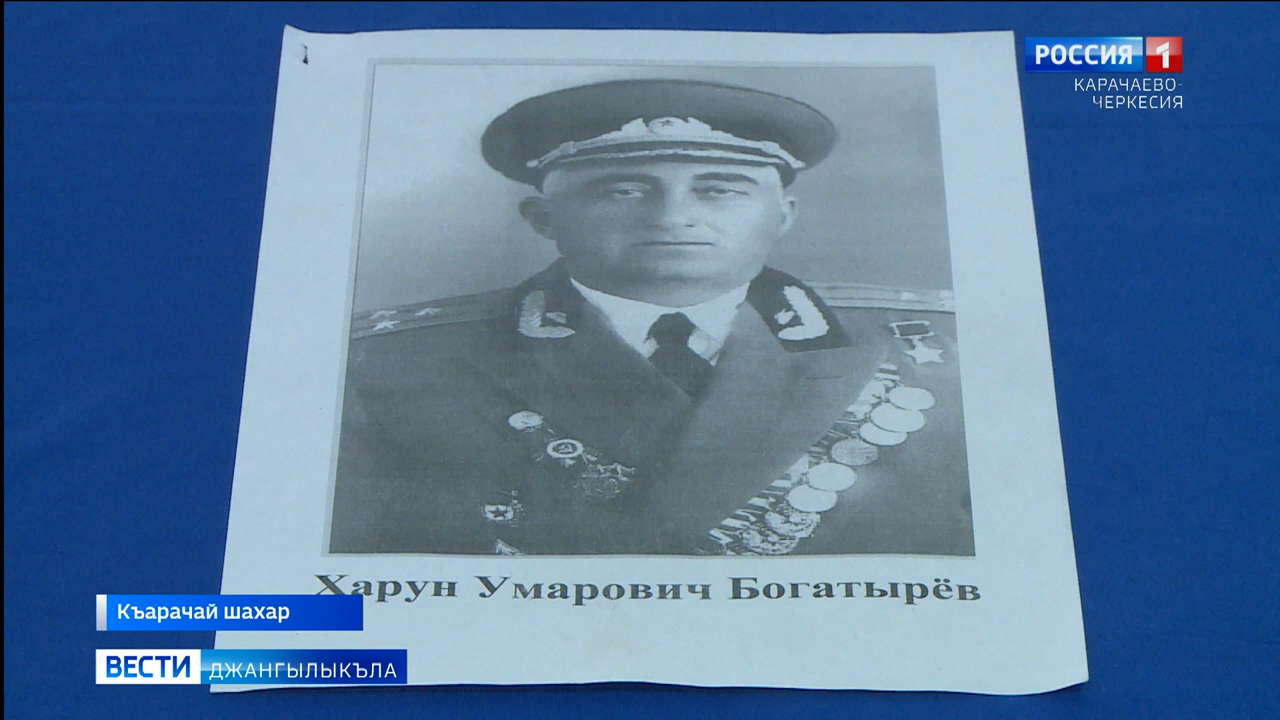 РОССИЯ 1
КАРАЧАЕВО-
ЧЕРКЕСИЯ
Харун Умарович Богатырёв
Къарачай шахар
ВЕСТИ ДЖАНГЫЛЫКЪЛА